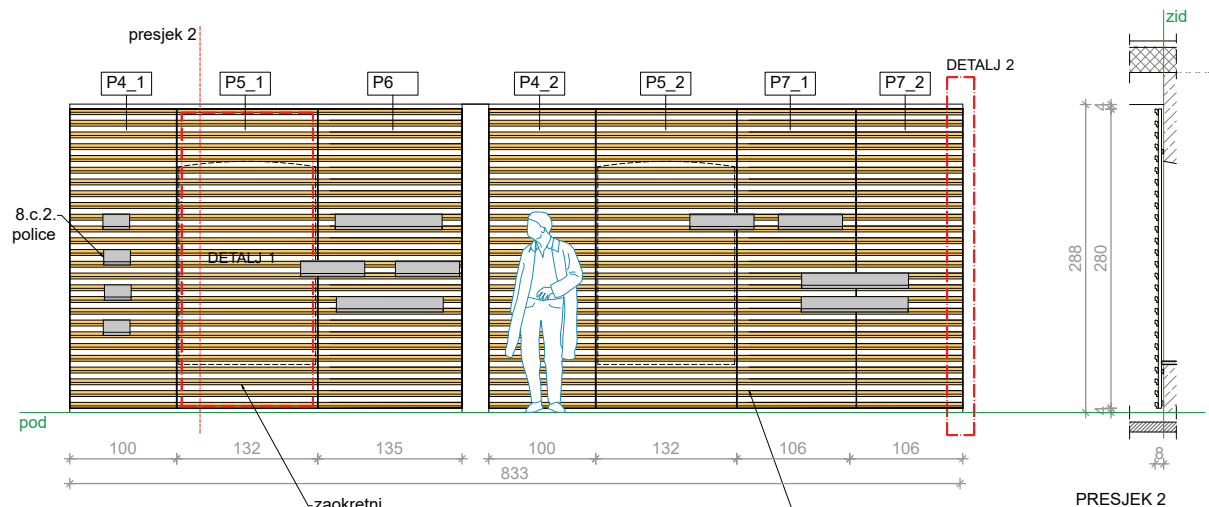 zid
presjek 2
DETALJ 2
P4_1
P5_1
P6
P4_2
P5_2
P7_1
P7_2
4
8.c.2.
police
DETALJ 1
288
280
4
pod
100
132
135
100
132
106
106
8
833
zaokretni
PRESJEK 2